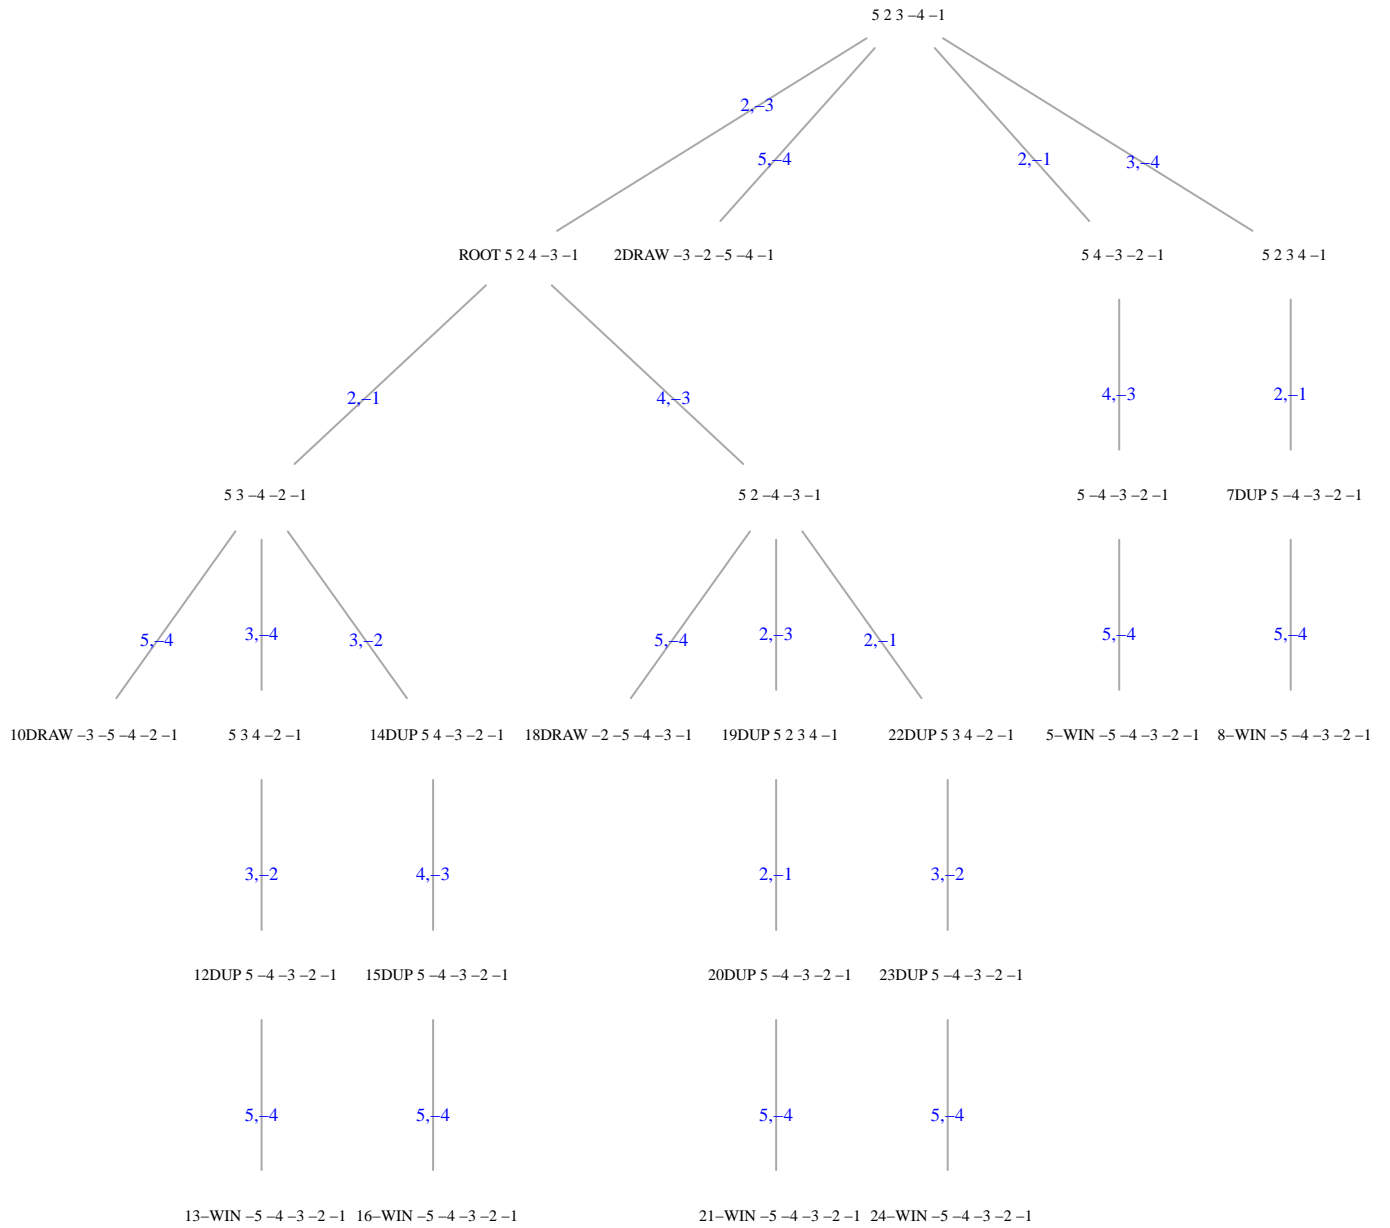 5 2 3 –4 –1
2,–3
5,–4
2,–1
3,–4
ROOT 5 2 4 –3 –1
2DRAW –3 –2 –5 –4 –1
5 4 –3 –2 –1
5 2 3 4 –1
2,–1
4,–3
4,–3
2,–1
5 3 –4 –2 –1
5 2 –4 –3 –1
5 –4 –3 –2 –1
7DUP 5 –4 –3 –2 –1
5,–4
3,–4
3,–2
5,–4
2,–3
2,–1
5,–4
5,–4
10DRAW –3 –5 –4 –2 –1
5 3 4 –2 –1
14DUP 5 4 –3 –2 –1
18DRAW –2 –5 –4 –3 –1
19DUP 5 2 3 4 –1
22DUP 5 3 4 –2 –1
5–WIN –5 –4 –3 –2 –1
8–WIN –5 –4 –3 –2 –1
3,–2
4,–3
2,–1
3,–2
12DUP 5 –4 –3 –2 –1
15DUP 5 –4 –3 –2 –1
20DUP 5 –4 –3 –2 –1
23DUP 5 –4 –3 –2 –1
5,–4
5,–4
5,–4
5,–4
13–WIN –5 –4 –3 –2 –1
16–WIN –5 –4 –3 –2 –1
21–WIN –5 –4 –3 –2 –1
24–WIN –5 –4 –3 –2 –1